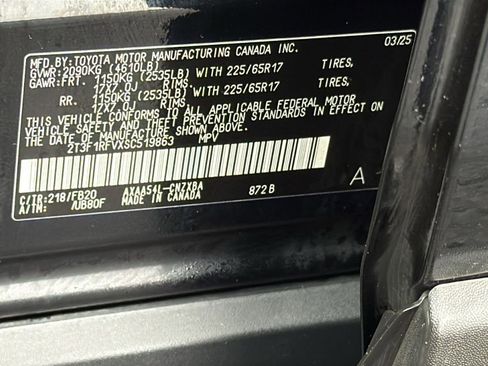 MFD. BY: TOYOTA MOTOR MANUFACTURING CANADA INC. 03/25
GVWR: 2090KG (4610LB)
GAWR: FRT. 1150KG (2535LB) WITH 225/65R17 TIRES,
17X7.0J RIMS
RR. 1150KG (2535LB) WITH 225/65R17 TIRES,
17X7.0J RIMS
THIS VEHICLE CONFORMS TO ALL APPLICABLE FEDERAL MOTOR
VEHICLE SAFETY AND THEFT PREVENTION STANDARDS IN EFFECT ON
THE DATE OF MFR. SHOWN ABOVE.
2T3F1RFVXSC519863 MPV
C/TR: 218/FB20 AXAA54L-CNZXBA 872B A
A/TM: /UB80F MADE IN CANADA